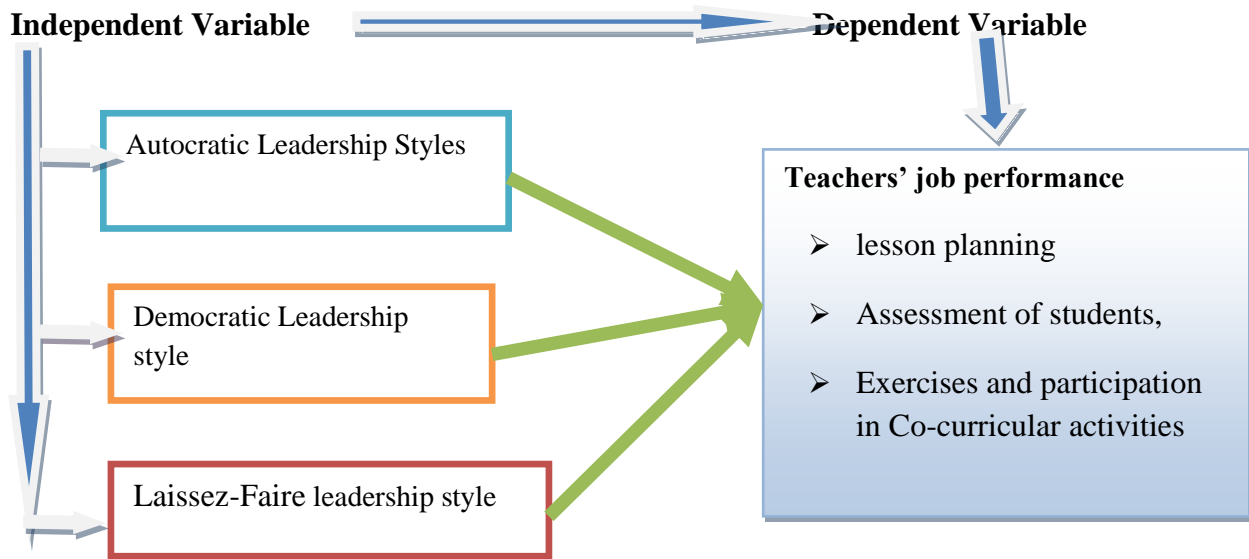 Independent Variable
Dependent Variable
Autocratic Leadership Styles
Democratic Leadership
style
Laissez-Faire leadership style
Teachers’ job performance
➢ lesson planning
➢ Assessment of students,
➢ Exercises and participation
in Co-curricular activities